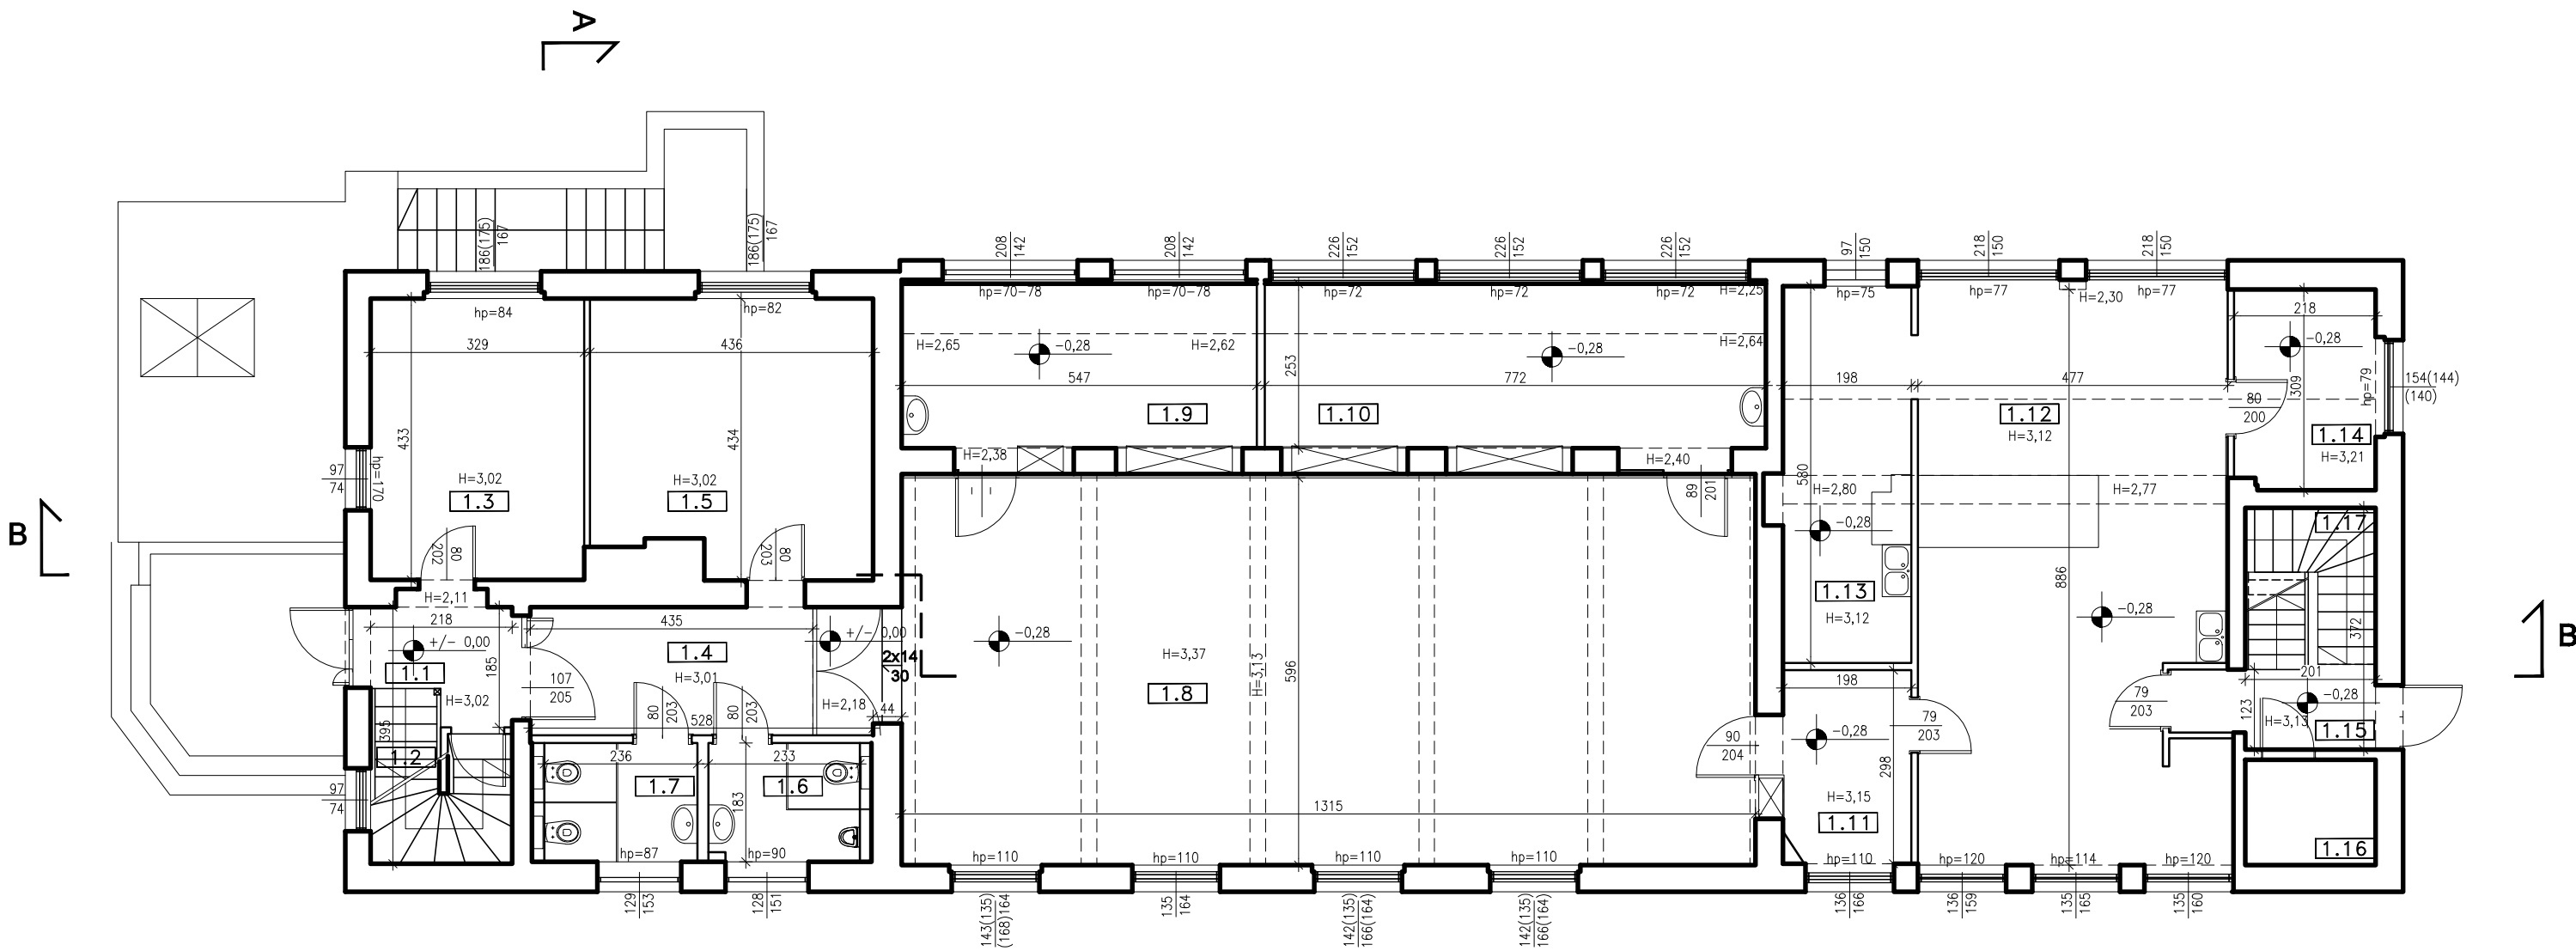 A
186(175)
167
186(175)
167
208
142
208
142
226
152
226
152
226
152
97
150
218
150
218
150
hp=84
hp=82
hp=70-78
hp=70-78
hp=72
hp=72
hp=72
H=2,25
hp=75
hp=77
H=2,30
hp=77
218
329
436
H=2,65
-0,28
H=2,62
253
-0,28
H=2,64
-0,28
309
hp=79
154(144)
(140)
547
772
198
477
80
200
433
434
1.9
1.10
1.12
H=3,12
1.14
H=3,21
97
74
hp=170
H=3,02
1.3
H=3,02
1.5
H=2,38
H=2,40
89
201
580
H=2,80
H=2,77
-0,28
1.17
B
202
80
203
80
886
1.13
H=3,12
-0,28
372
B
H=2,11
218
435
+/- 0,00
+/- 0,00
-0,28
1.1
185
1.4
H=3,01
2x14
30
H=3,37
H=3,13
596
1.8
201
198
107
205
H=3,02
H=2,18
44
79
203
-0,28
123
H=3,13
1.15
395
1.2
80
203
528
80
203
90
204
-0,28
79
203
298
236
233
1.7
1.6
183
97
74
1315
H=3,15
1.11
1.16
hp=87
hp=90
hp=110
hp=110
hp=110
hp=110
hp=110
hp=120
hp=114
hp=120
129
153
128
151
143(135)
(168)164
135
164
142(135)
166(164)
142(135)
166(164)
136
166
136
159
135
165
135
160